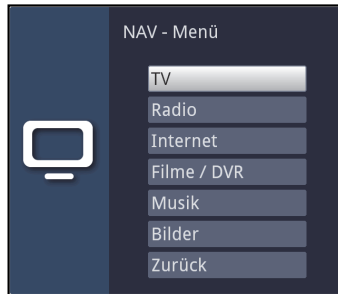 NAV - Menü
TV
Radio
Internet
Filme / DVR
Musik
Bilder
Zurück